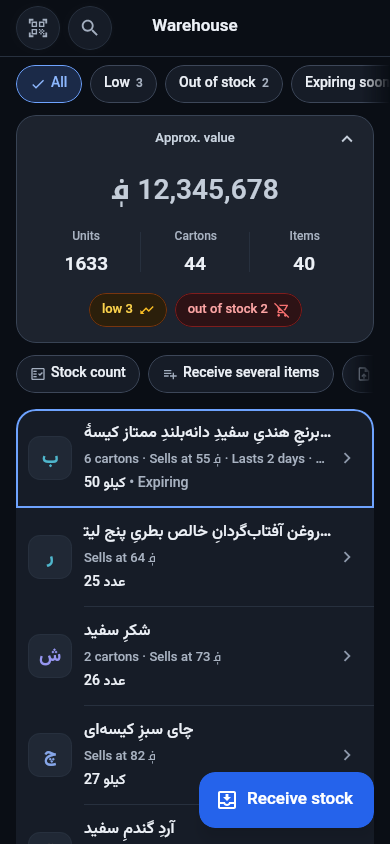 Warehouse
All
Low 3
Out of stock 2
Expiring soon
Approx. value
؋ 12,345,678
Units
Cartons
Items
1633
44
40
low 3
out of stock 2
Stock count
Receive several items
ب
برنجِ هنديِ سفيدِ دانه‌بلندِ ممتاز کیسهٔ…
6 cartons · Sells at 55 ؋ · Lasts 2 days · …
50 کیلو • Expiring
ر
روغنِ آفتاب‌گردانِ خالصِ بطریِ پنج لیت…
Sells at 64 ؋
25 عدد
ش
شکرِ سفید
2 cartons · Sells at 73 ؋
26 عدد
چ
چای سبزِ کیسه‌ای
Sells at 82 ؋
27 کیلو
آردِ گندمِ سفید
Receive stock